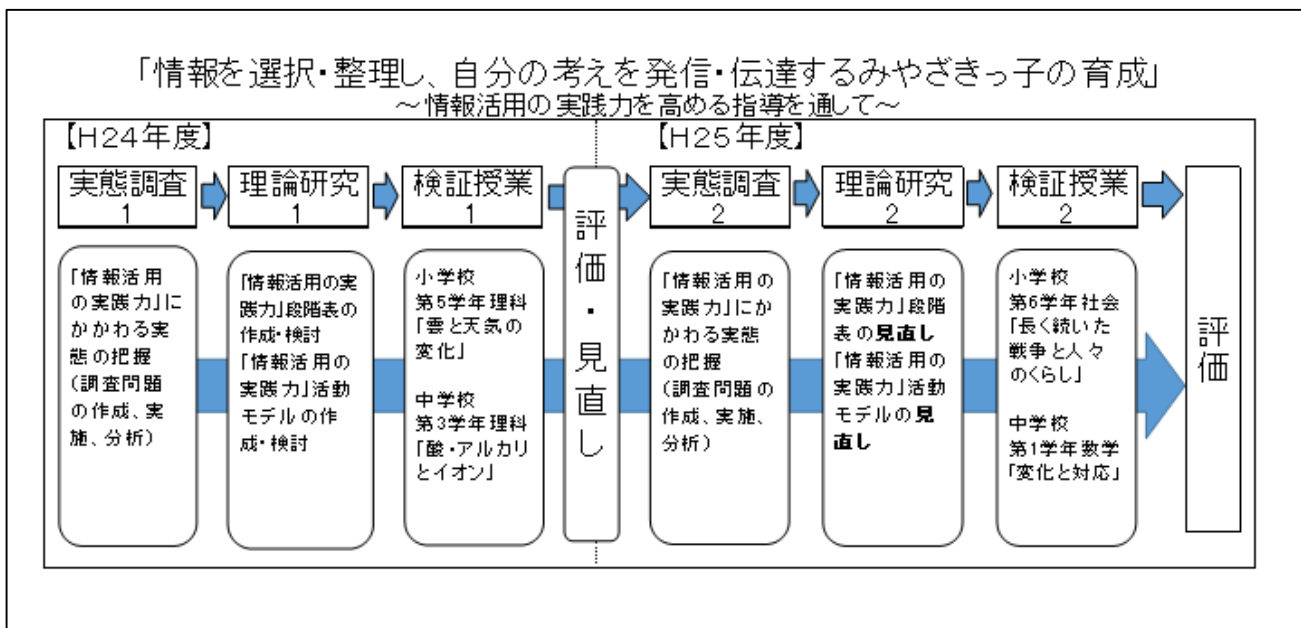 「情報を選択・整理し、自分の考えを発信・伝達するみやざきっ子の育成」
～情報活用の実践力を高める指導を通して～
【H24年度】
実態調査
1
理論研究
1
検証授業
1
「情報活用
の実践力」に
かかわる実
態の把握
（調査問題
の作成、実
施、分析）
「情報活用の実
践力」段階表の
作成・検討
「情報活用の
実践力」活動
モデルの作
成・検討
小学校
第5学年理科
「雲と天気の
変化」
中学校
第3学年理科
「酸・アルカリ
とイオン」
評価・見直し
【H25年度】
実態調査
2
理論研究
2
検証授業
2
「情報活用の
実践力」にか
かわる実態
の把握
（調査問題の
作成、実施、
分析）
「情報活用の
実践力」段階
表の見直し
「情報活用の
実践力」活動
モデルの見
直し
小学校
第6学年社会
「長く続いた
戦争と人々
のくらし」
中学校
第1学年数学
「変化と対応」
評価